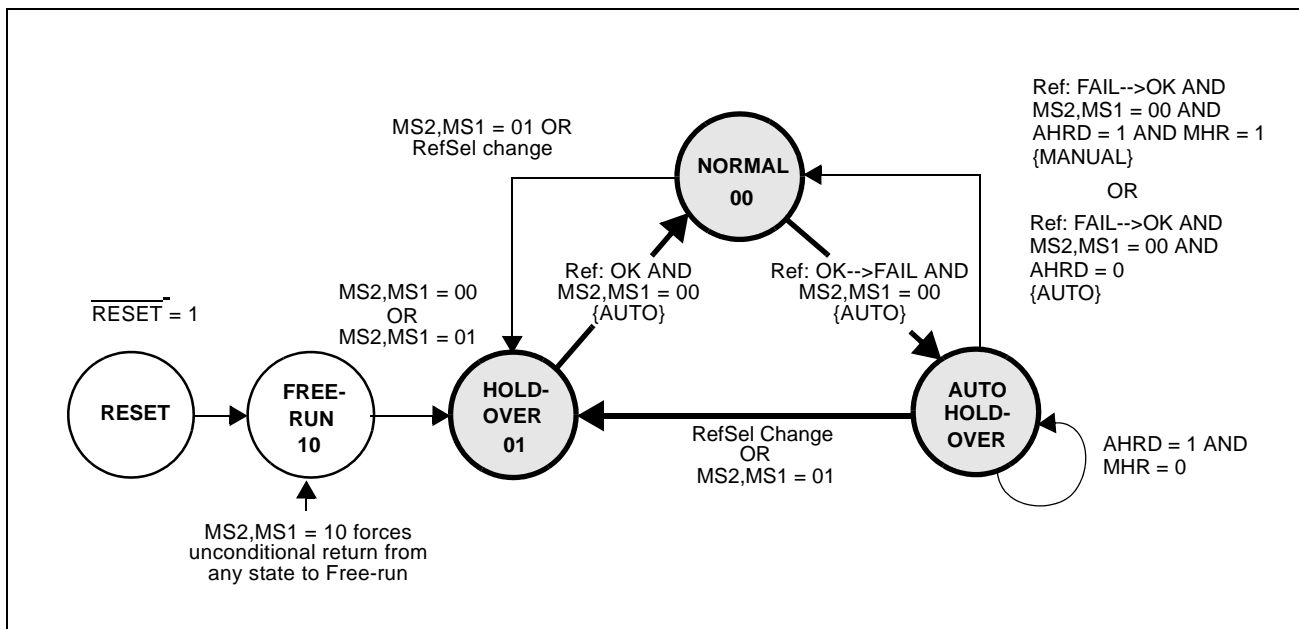 Ref: FAIL-->OK AND
MS2,MS1 = 00 AND
AHRD = 1 AND MHR = 1
{MANUAL}
OR
Ref: FAIL-->OK AND
MS2,MS1 = 00 AND
AHRD = 0
{AUTO}
MS2,MS1 = 01 OR
RefSel change
NORMAL
00
Ref: OK AND
MS2,MS1 = 00
{AUTO}
Ref: OK-->FAIL AND
MS2,MS1 = 00
{AUTO}
RESET = 1
MS2,MS1 = 00
OR
MS2,MS1 = 01
RESET
FREE-
RUN
10
HOLD-
OVER
01
AUTO
HOLD-
OVER
RefSel Change
OR
MS2,MS1 = 01
AHRD = 1 AND
MHR = 0
MS2,MS1 = 10 forces
unconditional return from
any state to Free-run